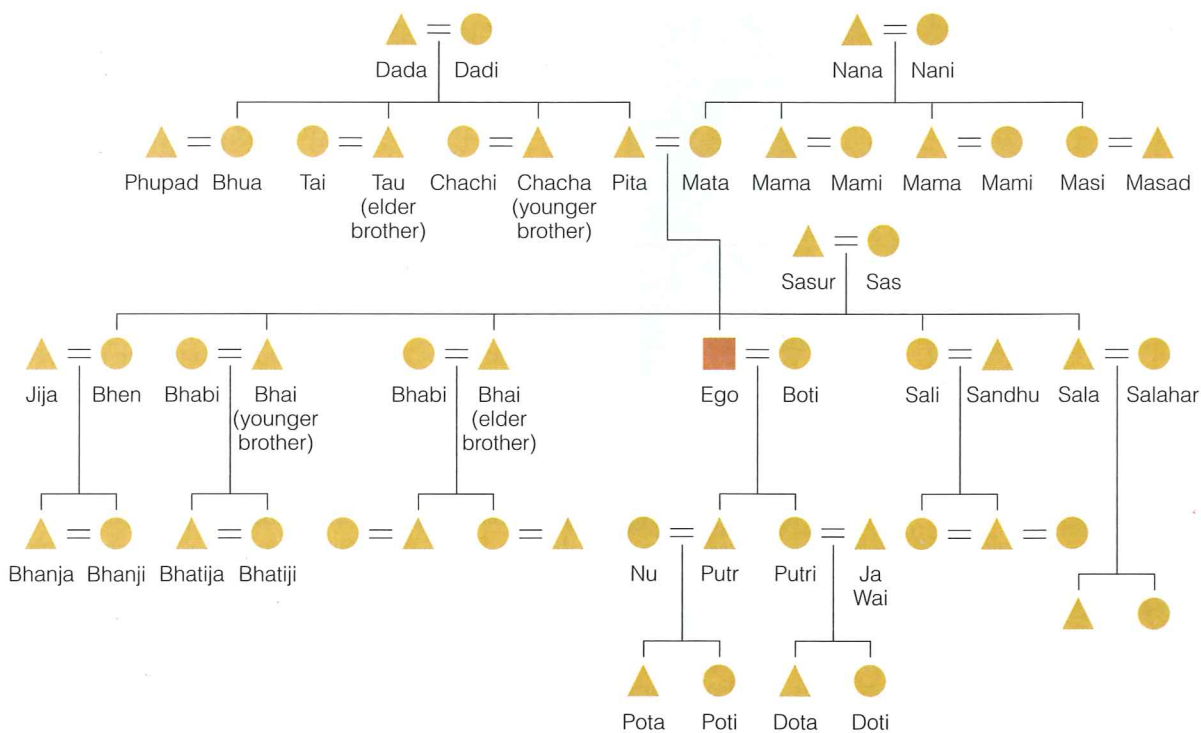 Dada Dadi
Nana Nani
Phupad Bhua Tai Tau Chachi Chacha Pita Mata Mama Mami Mama Mami Masi Masad
(elder (younger
brother) brother)
Sasur Sas
Jija Bhen Bhabi Bhai Bhabi Bhai Ego Boti Sali Sandhu Sala Salahar
(younger (elder
brother) brother)
Bhanja Bhanji Bhatija Bhatiji Nu Putr Putri Ja
Wai
Pota Poti Dota Doti